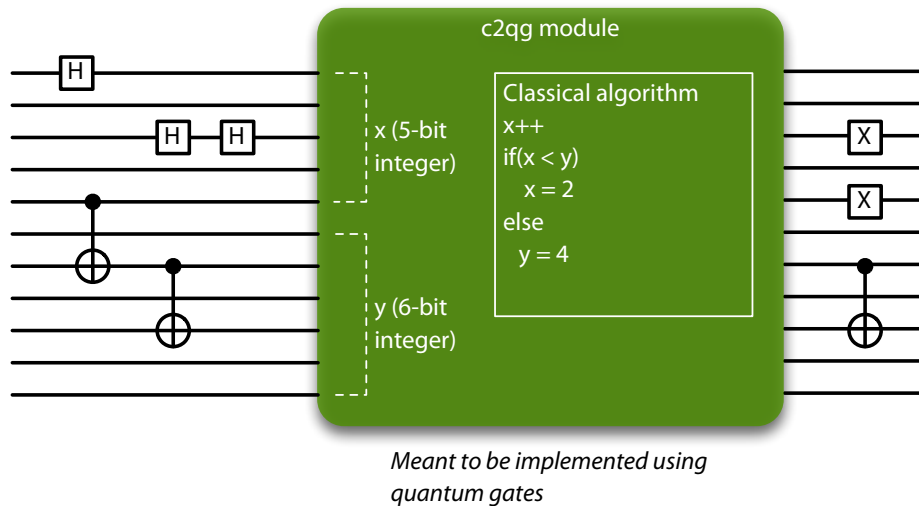 c2qg module
H
H
H
x (5-bit
integer)
y (6-bit
integer)
Classical algorithm
x++
if(x < y)
x = 2
else
y = 4
X
X
Meant to be implemented using
quantum gates